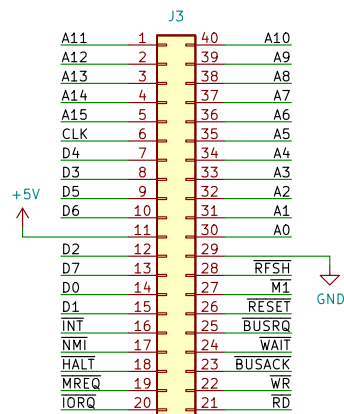 J3
A11 1 40 A10
A12 2 39 A9
A13 3 38 A8
A14 4 37 A7
A15 5 36 A6
CLK 6 35 A5
D4 7 34 A4
D3 8 33 A3
D5 9 32 A2
+5V
D6 10 31 A1
11 30 A0
D2 12 29
D7 13 28 RFSH
D0 14 27 M1
GND
D1 15 26 RESET
INT 16 25 BUSRQ
NMI 17 24 WAIT
HALT 18 23 BUSACK
MREQ 19 22 WR
IORQ 20 21 RD